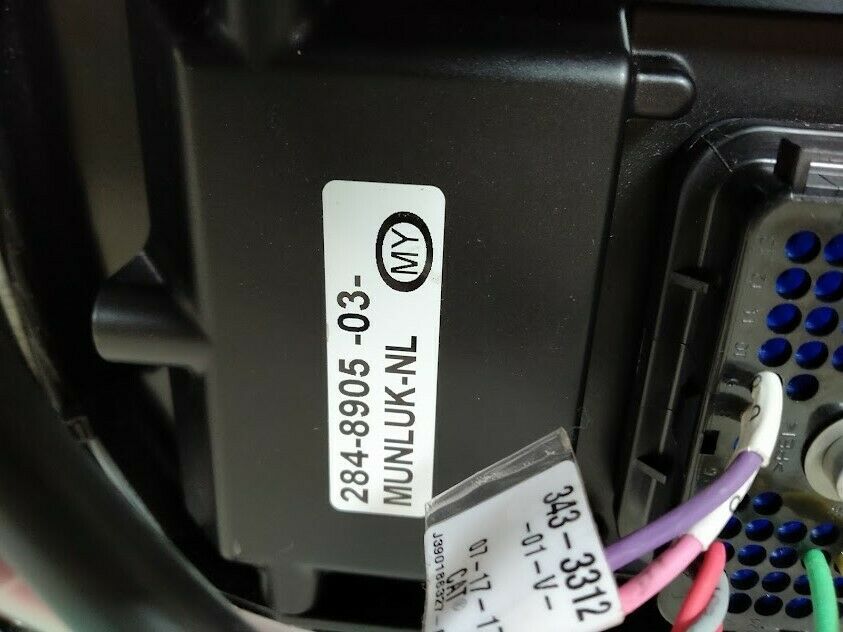 284-8905 -03-
MUNLUK-NL
MY
343-3312
-01-V-
07-17-17
CAT®